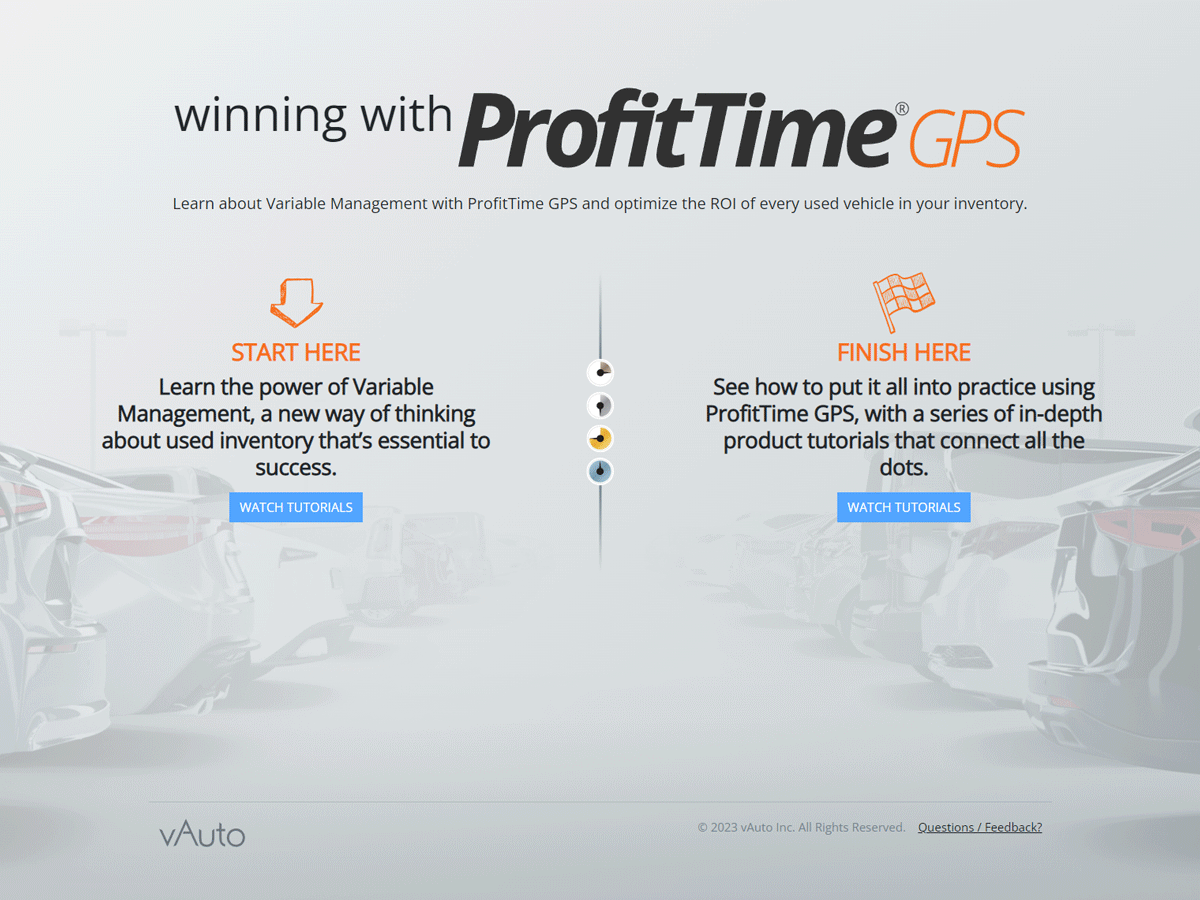 winning with ProfitTime® GPS
Learn about Variable Management with ProfitTime GPS and optimize the ROI of every used vehicle in your inventory.
START HERE
Learn the power of Variable
Management, a new way of thinking
about used inventory that’s essential to
success.
WATCH TUTORIALS
FINISH HERE
See how to put it all into practice using
ProfitTime GPS, with a series of in-depth
product tutorials that connect all the
dots.
WATCH TUTORIALS
vAuto
© 2023 vAuto Inc. All Rights Reserved. Questions / Feedback?